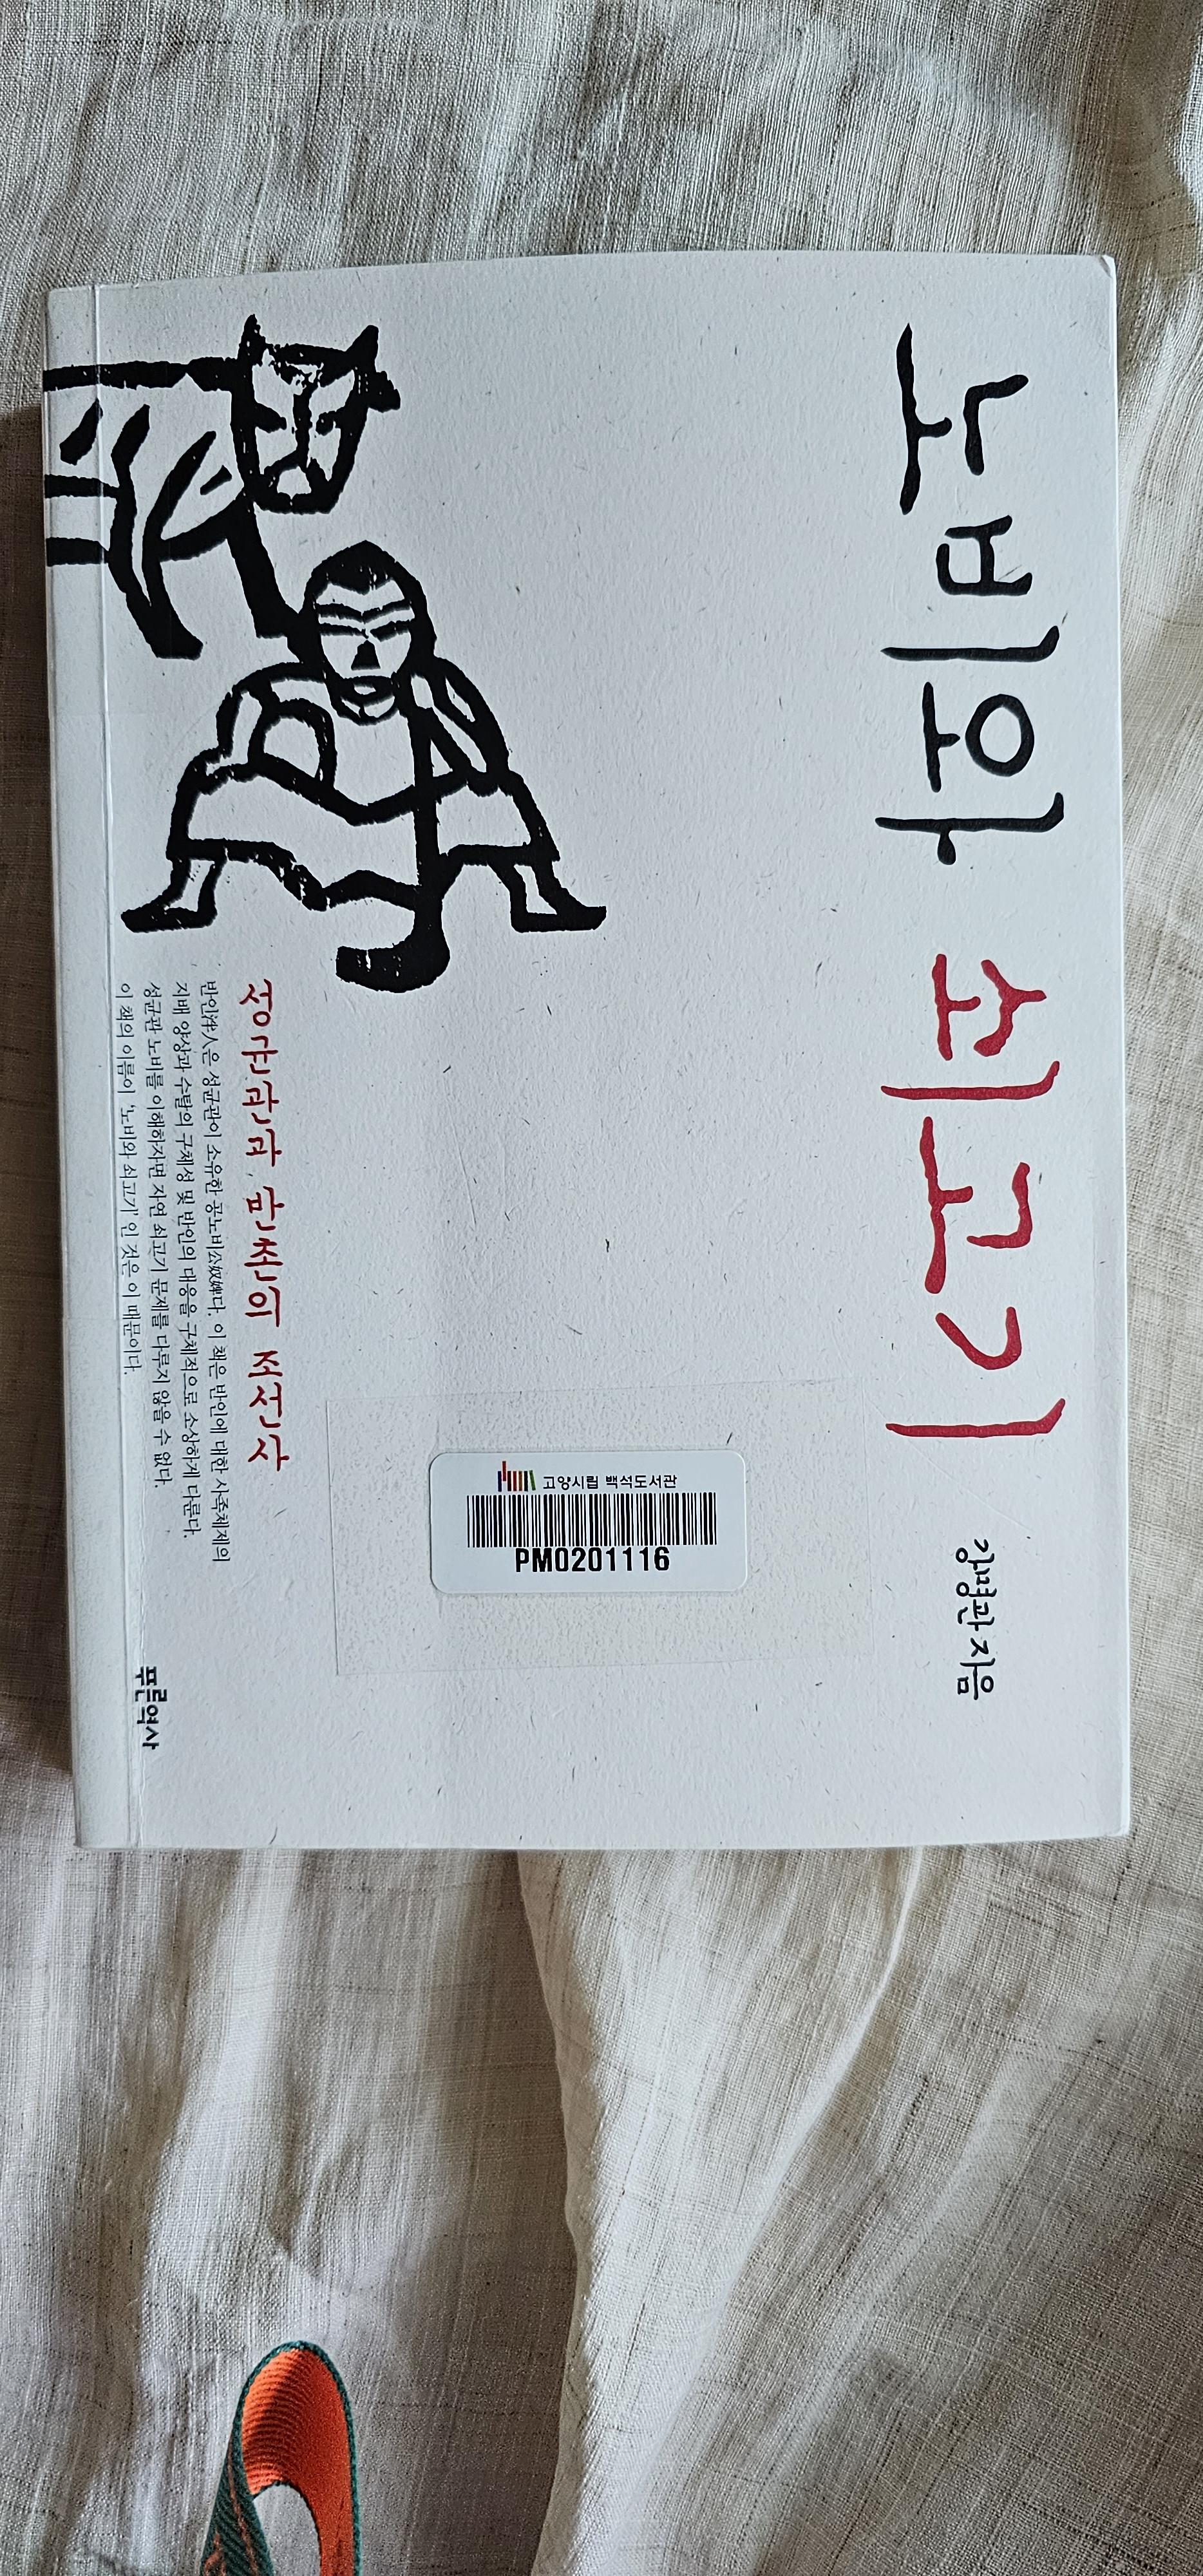 노비와 쇠고기
강명관 지음
고양시립 백석도서관
PM0201116
성균관과 반촌의 조선사
반인泮人은 성균관이 소유한 공노비公奴婢다. 이 책은 반인에 대한 사족체제의
지배 양상과 수탈의 구체성 및 반인의 대응을 구체적으로 소상하게 다룬다.
성균관 노비를 이해하자면 자연 쇠고기 문제를 다루지 않을 수 없다.
이 책의 이름이 '노비와 쇠고기'인 것은 이 때문이다.
푸른역사